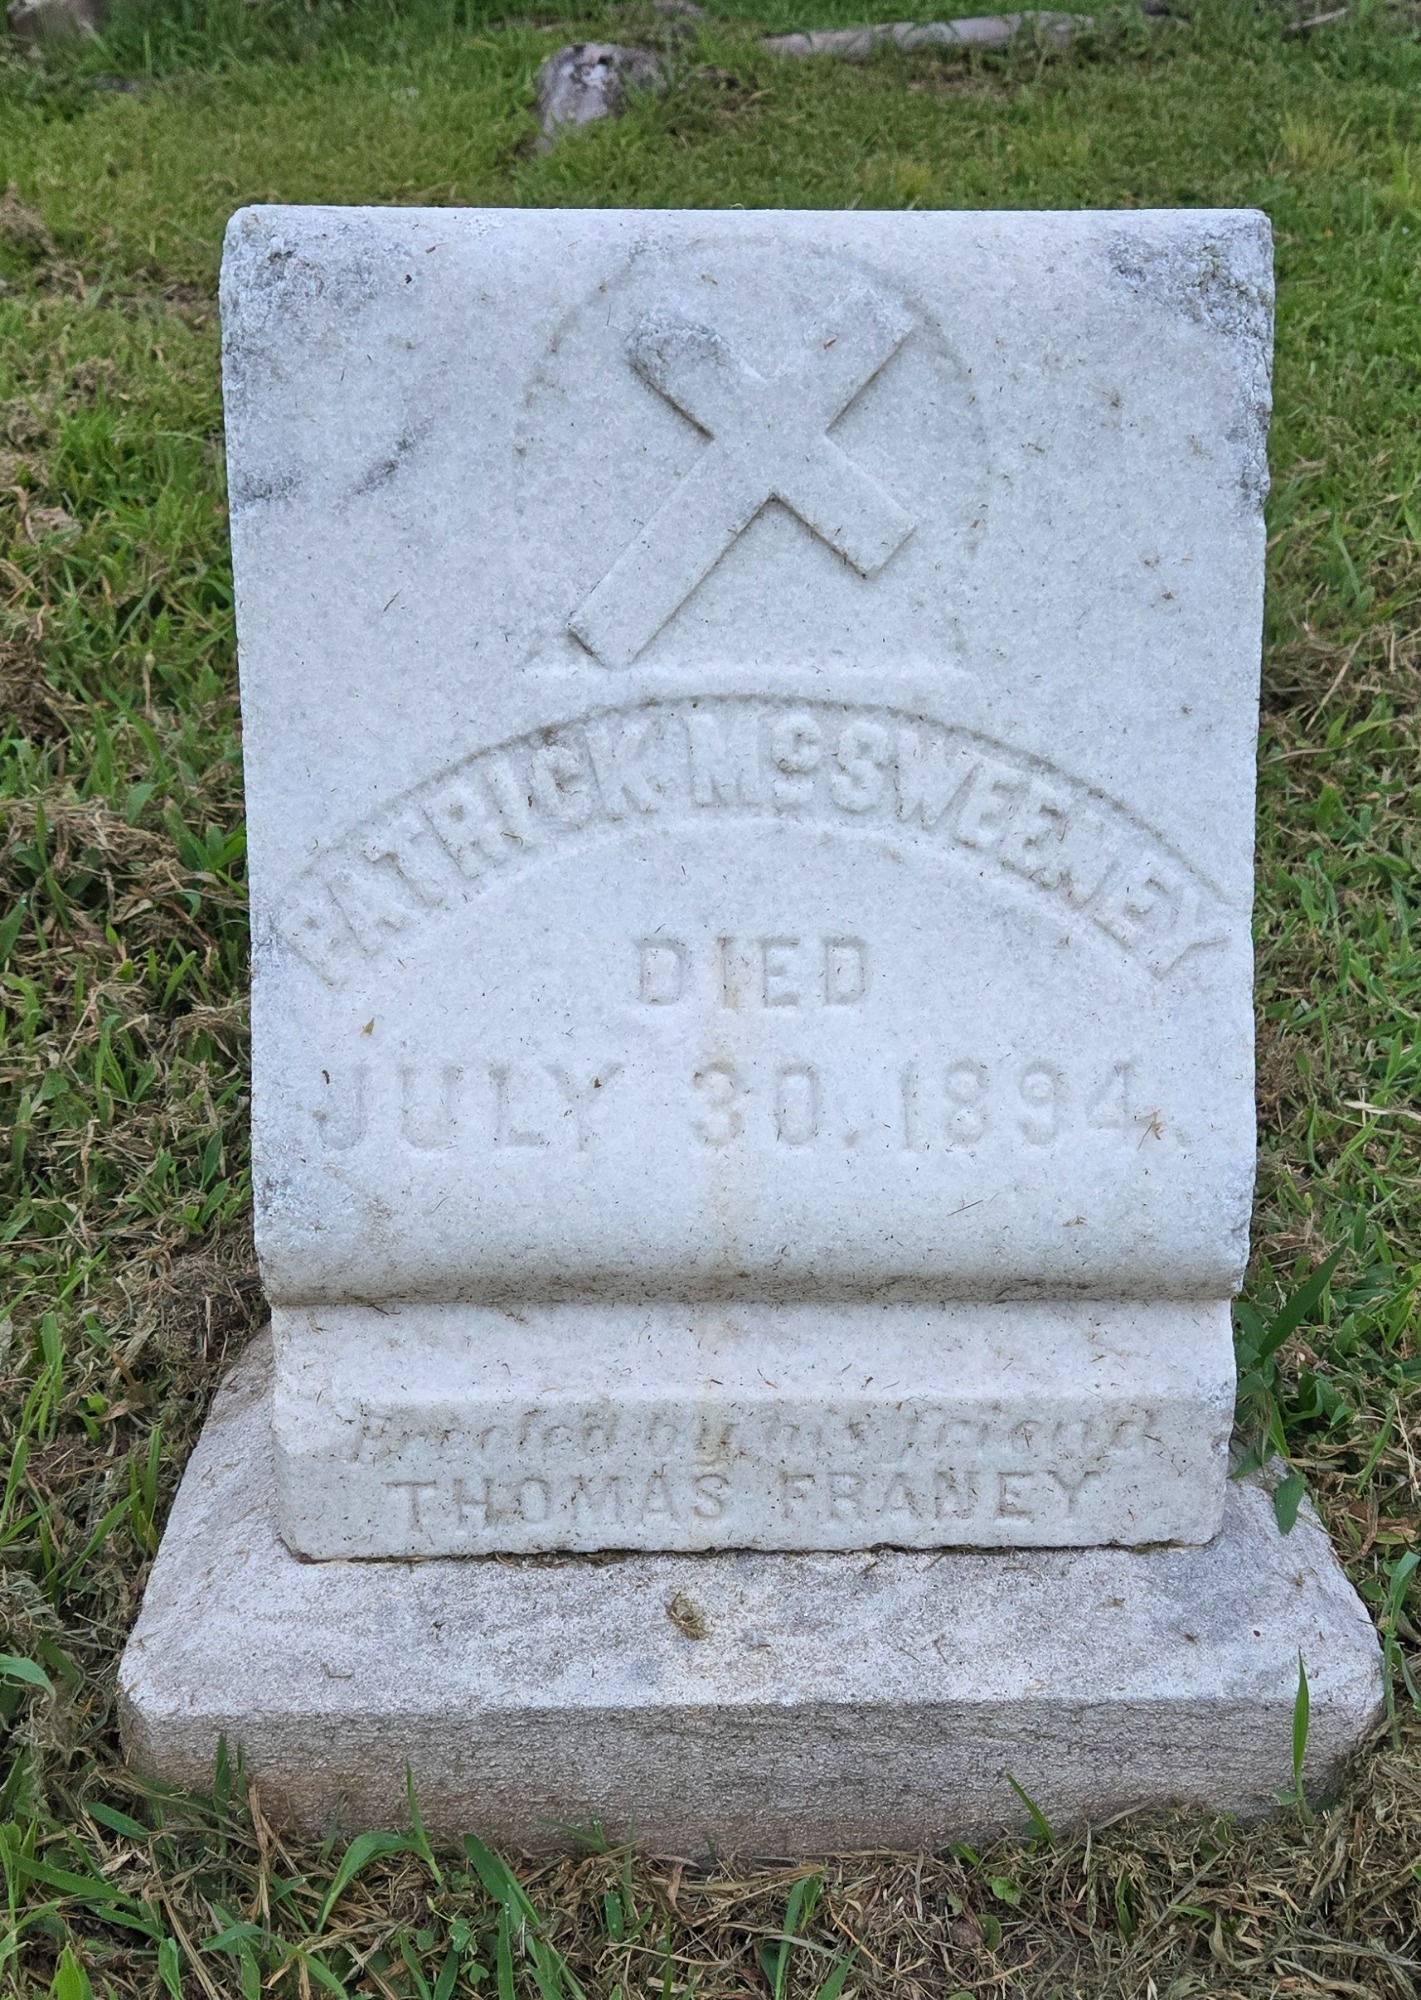 PATRICK McSWEENEY
DIED
JULY 30. 1894.
Erected by his friend
THOMAS FRANEY